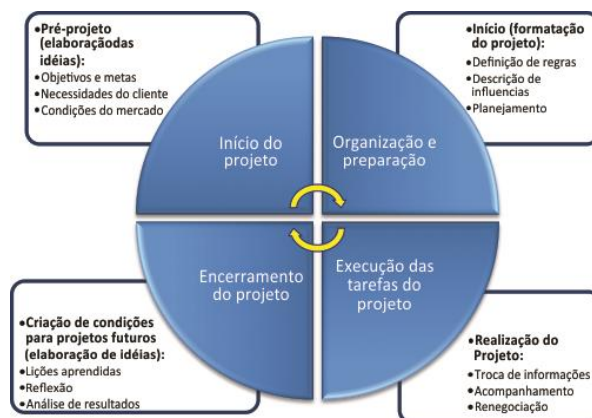 •Pré-projeto
(elaboraçãodas
idéias):
•Objetivos e metas
•Necessidades do cliente
•Condições do mercado
•Início (formatação
do projeto):
•Definição de regras
•Descrição de
influencias
•Planejamento
Início do
projeto
Organização e
preparação
Encerramento
do projeto
Execução das
tarefas do
projeto
•Criação de condições
para projetos futuros
(elaboração de idéias):
•Lições aprendidas
•Reflexão
•Análise de resultados
•Realização do
Projeto:
•Troca de informações
•Acompanhamento
•Renegociação